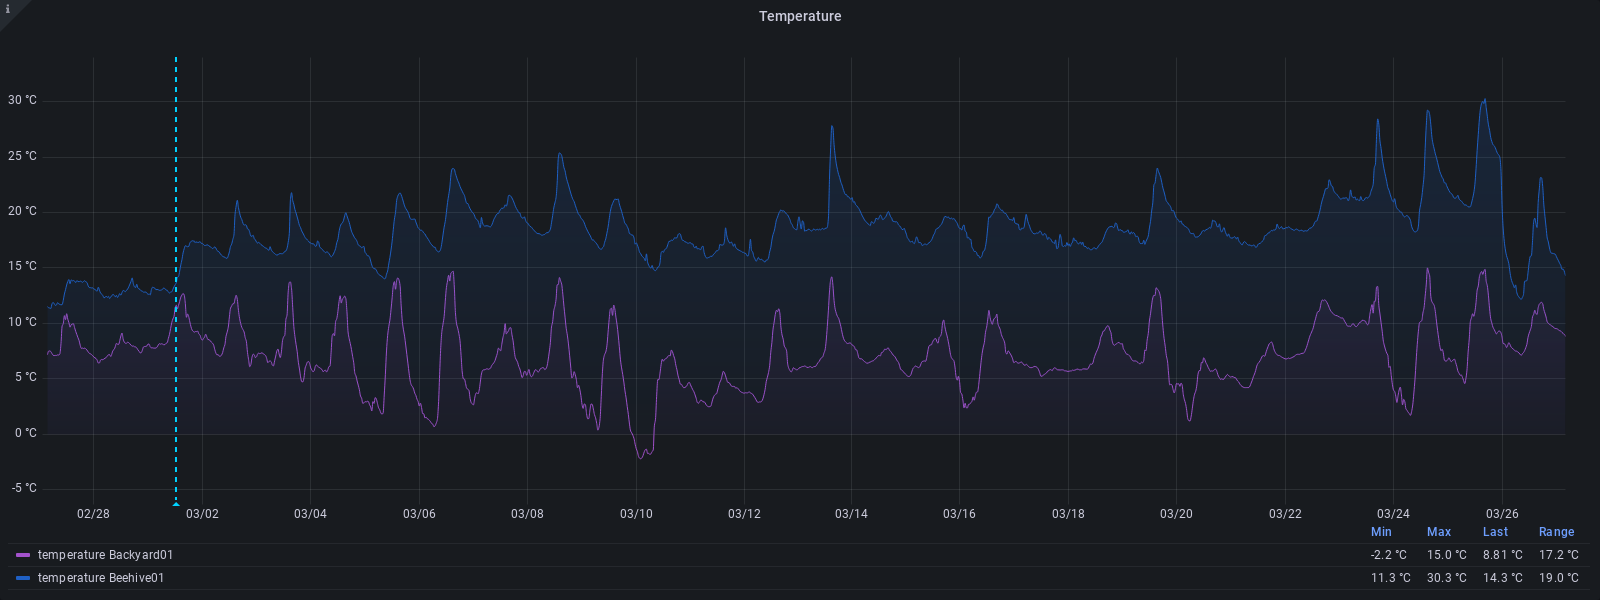 i
Temperature
30 °C
25 °C
20 °C
15 °C
10 °C
5 °C
0 °C
-5 °C
02/28 03/02 03/04 03/06 03/08 03/10 03/12 03/14 03/16 03/18 03/20 03/22 03/24 03/26
Min Max Last Range
temperature Backyard01 -2.2 °C 15.0 °C 8.81 °C 17.2 °C
temperature Beehive01 11.3 °C 30.3 °C 14.3 °C 19.0 °C